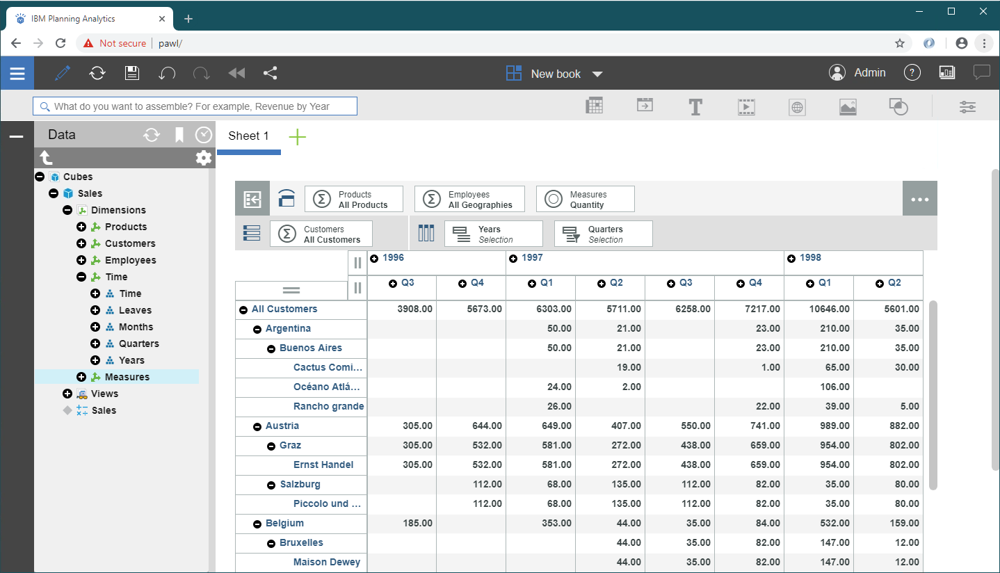 IBM Planning Analytics
Not secure pawl/
New book Admin ?
What do you want to assemble? For example, Revenue by Year
T
Data
Cubes
Sales
Dimensions
Products
Customers
Employees
Time
Time
Leaves
Months
Quarters
Years
Measures
Views
Sales
Sheet 1
Products
All Products
Employees
All Geographies
Measures
Quantity
Customers
All Customers
Years
Selection
Quarters
Selection
1996 1997 1998
Q3 Q4 Q1 Q2 Q3 Q4 Q1 Q2
All Customers 3908.00 5673.00 6303.00 5711.00 6258.00 7217.00 10646.00 5601.00
Argentina 50.00 21.00 23.00 210.00 35.00
Buenos Aires 50.00 21.00 23.00 210.00 35.00
Cactus Comi... 19.00 1.00 65.00 30.00
Océano Atlá... 24.00 2.00 106.00
Rancho grande 26.00 22.00 39.00 5.00
Austria 305.00 644.00 649.00 407.00 550.00 741.00 989.00 882.00
Graz 305.00 532.00 581.00 272.00 438.00 659.00 954.00 802.00
Ernst Handel 305.00 532.00 581.00 272.00 438.00 659.00 954.00 802.00
Salzburg 112.00 68.00 135.00 112.00 82.00 35.00 80.00
Piccolo und ... 112.00 68.00 135.00 112.00 82.00 35.00 80.00
Belgium 185.00 353.00 44.00 35.00 84.00 532.00 159.00
Bruxelles 44.00 35.00 82.00 147.00 12.00
Maison Dewey 44.00 35.00 82.00 147.00 12.00